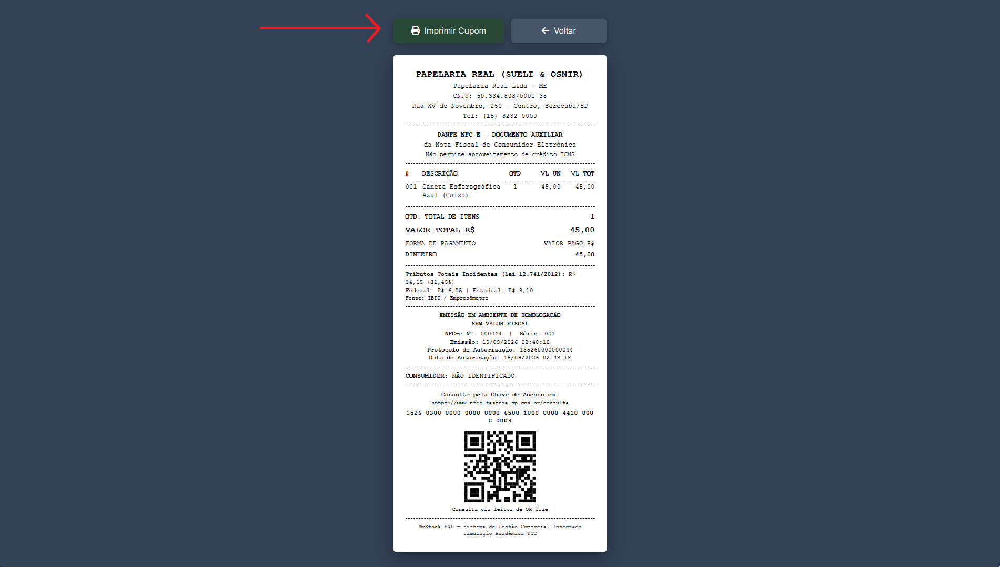 Imprimir Cupom
Voltar
PAPELARIA REAL (SUELI & OSNIR)
Papelaria Real Ltda - ME
CNPJ: 50.334.808/0001-38
Rua XV de Novembro, 250 - Centro, Sorocaba/SP
Tel: (15) 3232-0000
DANFE NFC-E — DOCUMENTO AUXILIAR
da Nota Fiscal de Consumidor Eletrônica
Não permite aproveitamento de crédito ICMS
# DESCRIÇÃO QTD VL UN VL TOT
001 Caneta Esferográfica 1 45,00 45,00
Azul (Caixa)
QTD. TOTAL DE ITENS 1
VALOR TOTAL R$ 45,00
FORMA DE PAGAMENTO VALOR PAGO R$
DINHEIRO 45,00
Tributos Totais Incidentes (Lei 12.741/2012): R$
14,15 (31,45%)
Federal: R$ 6,05 | Estadual: R$ 8,10
Fonte: IBPT / Empresômetro
EMISSÃO EM AMBIENTE DE HOMOLOGAÇÃO
SEM VALOR FISCAL
NFC-e Nº: 000044 | Série: 001
Emissão: 15/09/2026 02:48:18
Protocolo de Autorização: 135260000000044
Data de Autorização: 15/09/2026 02:48:18
CONSUMIDOR: NÃO IDENTIFICADO
Consulte pela Chave de Acesso em:
https://www.nfce.fazenda.sp.gov.br/consulta
3526 0300 0000 0000 0000 6500 1000 0000 4410 000
0 0009
Consulta via leitor de QR Code
MrStock ERP — Sistema de Gestão Comercial Integrado
Simulação Acadêmica TCC